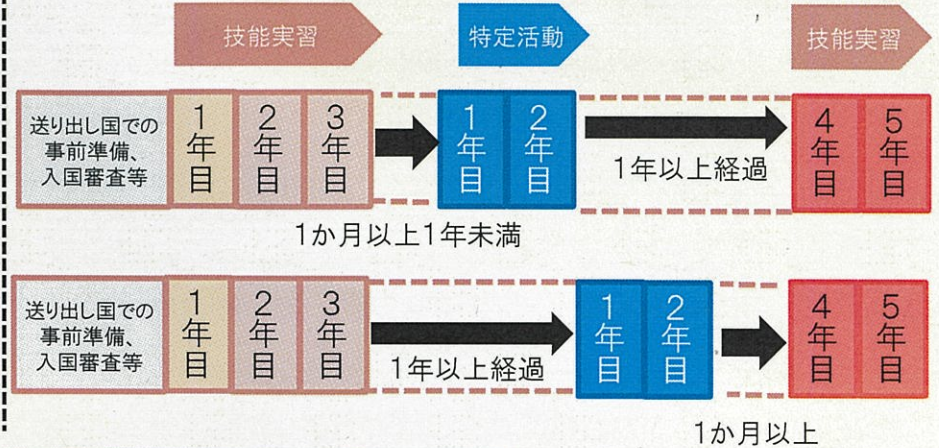 技能実習
特定活動
技能実習
送り出し国での
事前準備、
入国審査等
1年目
2年目
3年目
1年目
2年目
1年以上経過
4年目
5年目
1か月以上1年未満
送り出し国での
事前準備、
入国審査等
1年目
2年目
3年目
1年以上経過
1年目
2年目
4年目
5年目
1か月以上